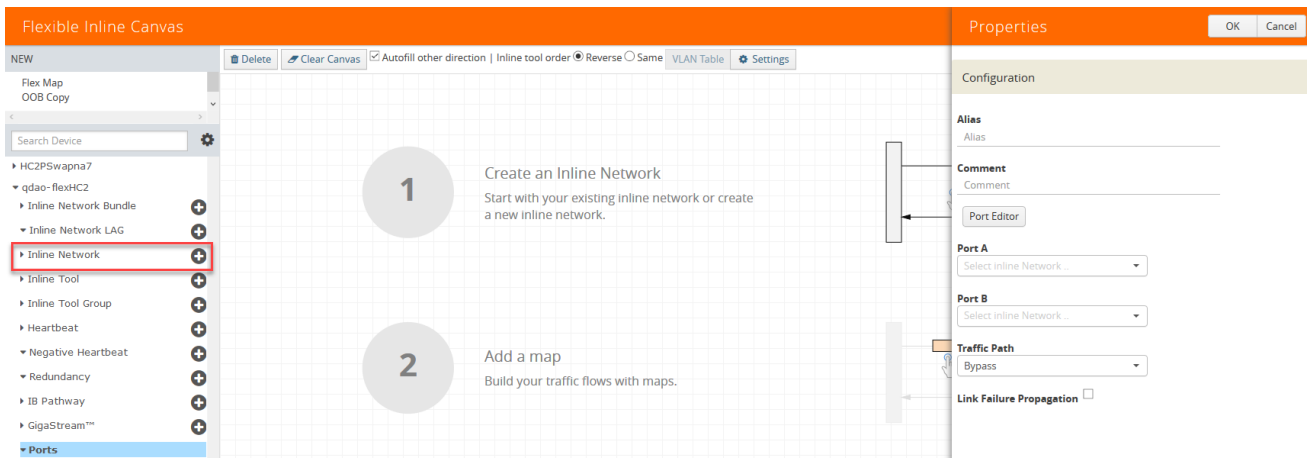 Flexible Inline Canvas
Properties
OK
Cancel
NEW
Delete
Clear Canvas
Autofill other direction | Inline tool order Reverse Same
VLAN Table
Settings
Flex Map
OOB Copy
Search Device
HC2PSwapna7
qdao-flexHC2
Inline Network Bundle
Inline Network LAG
Inline Network
Inline Tool
Inline Tool Group
Heartbeat
Negative Heartbeat
Redundancy
IB Pathway
GigaStream™
Ports
1
Create an Inline Network
Start with your existing inline network or create
a new inline network.
2
Add a map
Build your traffic flows with maps.
Configuration
Alias
Alias
Comment
Comment
Port Editor
Port A
Select Inline Network ..
Port B
Select Inline Network ..
Traffic Path
Bypass
Link Failure Propagation